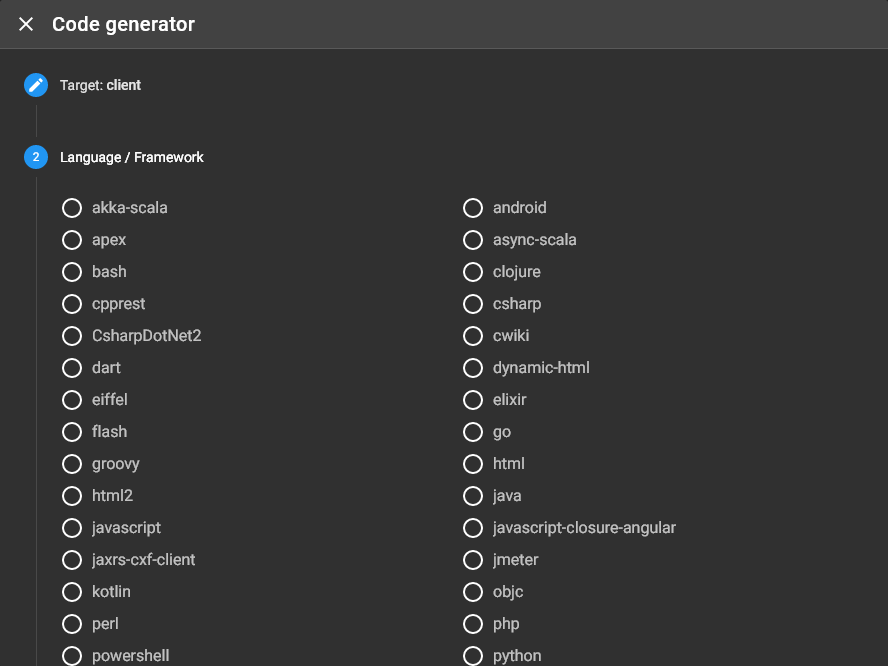 Code generator
Target: client
2 Language / Framework
akka-scala android
apex async-scala
bash clojure
cpprest csharp
CsharpDotNet2 cwiki
dart dynamic-html
eiffel elixir
flash go
groovy html
html2 java
javascript javascript-closure-angular
jaxrs-cxf-client jmeter
kotlin objc
perl php
powershell python